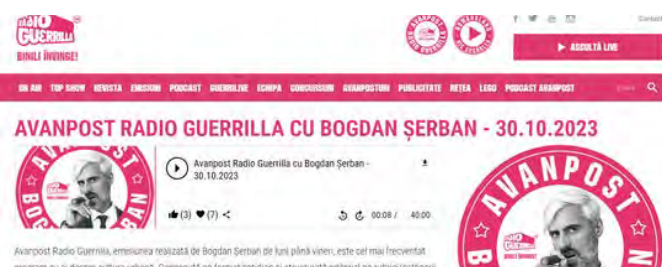 RADIO
GUERRILLA
BINELE ÎNVINGE!
AVANPOST
RADIO GUERRILLA
Contact
ASCULTĂ LIVE
ON AIR TOP SHOW REVISTA EMISIUNI PODCAST GUERRILIVE ECHIPA CONCURSURI AVANPOSTURI PUBLICITATE REȚEA LEGO PODCAST AVANPOST
AVANPOST RADIO GUERRILLA CU BOGDAN ȘERBAN - 30.10.2023
AVANPOST
BOGDAN
ȘERBAN
Avanpost Radio Guerrilla cu Bogdan Șerban -
30.10.2023
(3) (7)
00:08 / 40:00
AVANPOST
Avanpost Radio Guerrilla, emisiunea realizată de Bogdan Șerban de luni până vineri, este cel mai frecventat